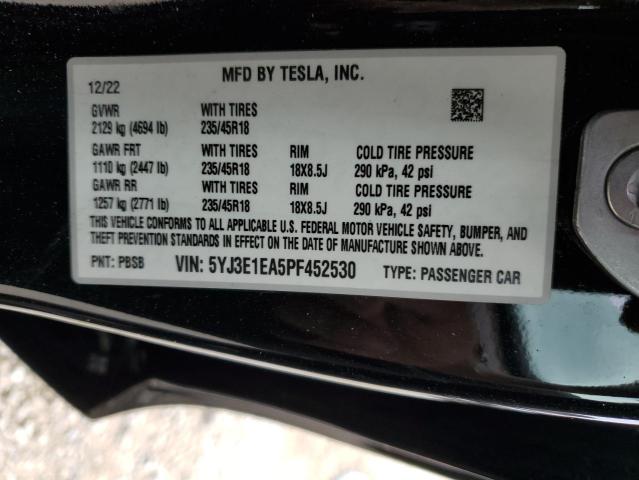 MFD BY TESLA, INC.
12/22
GVWR WITH TIRES
2129 kg (4694 lb) 235/45R18
GAWR FRT WITH TIRES RIM COLD TIRE PRESSURE
1110 kg (2447 lb) 235/45R18 18X8.5J 290 kPa, 42 psi
GAWR RR WITH TIRES RIM COLD TIRE PRESSURE
1257 kg (2771 lb) 235/45R18 18X8.5J 290 kPa, 42 psi
THIS VEHICLE CONFORMS TO ALL APPLICABLE U.S. FEDERAL MOTOR VEHICLE SAFETY, BUMPER, AND
THEFT PREVENTION STANDARDS IN EFFECT ON THE DATE OF MANUFACTURE SHOWN ABOVE.
PNT: PBSB VIN: 5YJ3E1EA5PF452530 TYPE: PASSENGER CAR